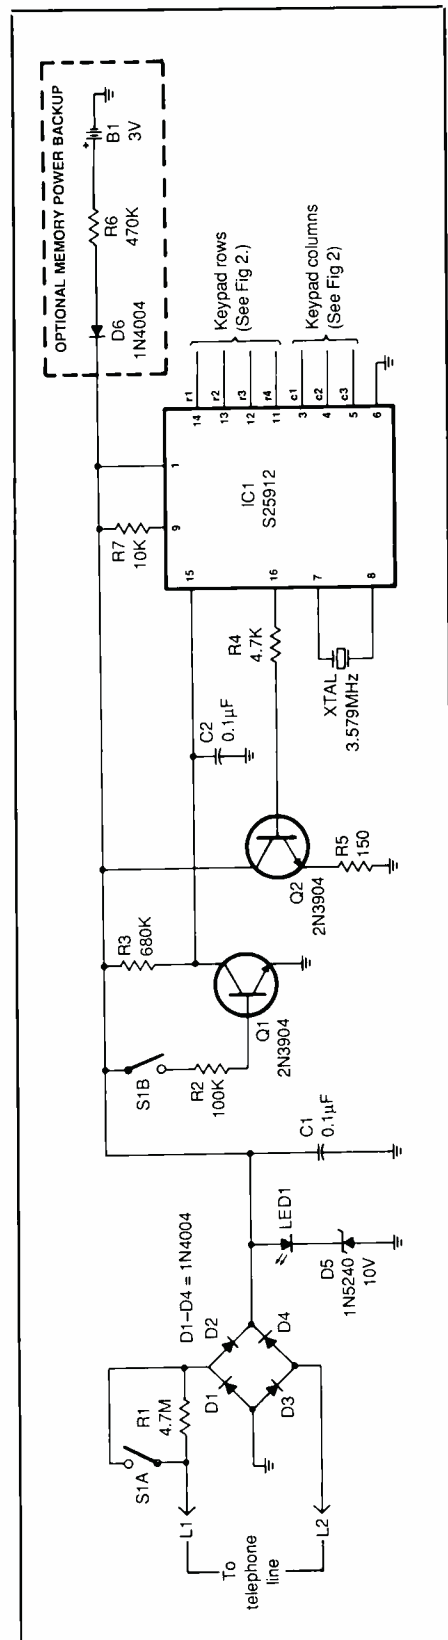 OPTIONAL MEMORY POWER BACKUP
D6
1N4004
R6
470K
+
B1
3V
R7
10K
R3
680K
S1B
R2
100K
Q1
2N3904
C2
0.1µF
Q2
2N3904
R5
150
R4
4.7K
XTAL
3.579MHz
IC1
S25912
15
9
1
16
7
8
14
13
12
11
3
4
5
6
r1
r2
r3
r4
c1
c2
c3
Keypad rows
(See Fig 2.)
Keypad columns
(See Fig 2)
C1
0.1µF
LED1
D5
1N5240
10V
D1–D4 = 1N4004
D1
D2
D3
D4
R1
4.7M
S1A
L1
L2
To
telephone
line